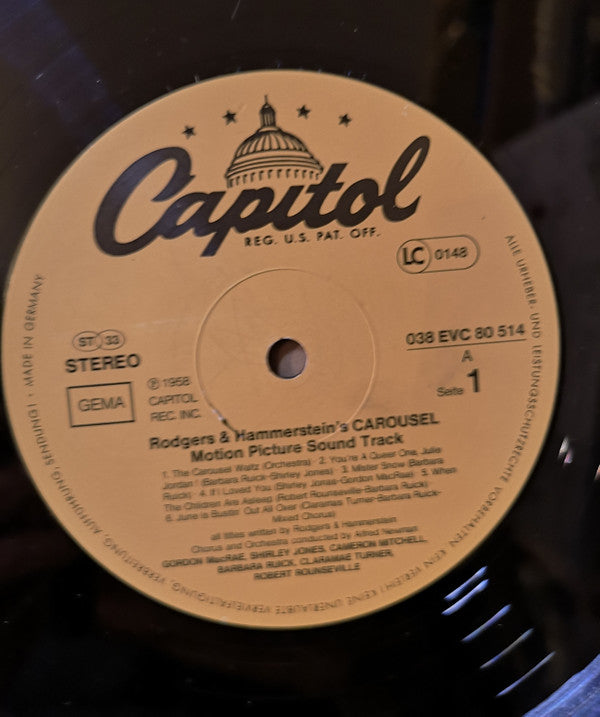 Capitol
REG. U.S. PAT. OFF.
LC 0148
ST 33
STEREO
GEMA
℗ 1958
CAPITOL
REC. INC.
038 EVC 80 514
A
Seite 1
Rodgers & Hammerstein's CAROUSEL
Motion Picture Sound Track
1. The Carousel Waltz (Orchestra) · 2. You're A Queer One, Julie
Jordan! (Barbara Ruick-Shirley Jones) · 3. Mister Snow (Barbara
Ruick) · 4. If I Loved You (Shirley Jones-Gordon MacRae) · 5. When
The Children Are Asleep (Robert Rounseville-Barbara Ruick) ·
6. June Is Bustin' Out All Over (Claramae Turner-Barbara Ruick-
Mixed Chorus)
all titles written by Rodgers & Hammerstein
Chorus and Orchestra conducted by Alfred Newman
GORDON MacRAE, SHIRLEY JONES, CAMERON MITCHELL,
BARBARA RUICK, CLARAMAE TURNER,
ROBERT ROUNSEVILLE
ALLE URHEBER- UND LEISTUNGSSCHUTZRECHTE VORBEHALTEN. KEIN VERLEIH! KEINE UNERLAUBTE VERVIELFÄLTIGUNG, VERBREITUNG, AUFFÜHRUNG, SENDUNG! · MADE IN GERMANY